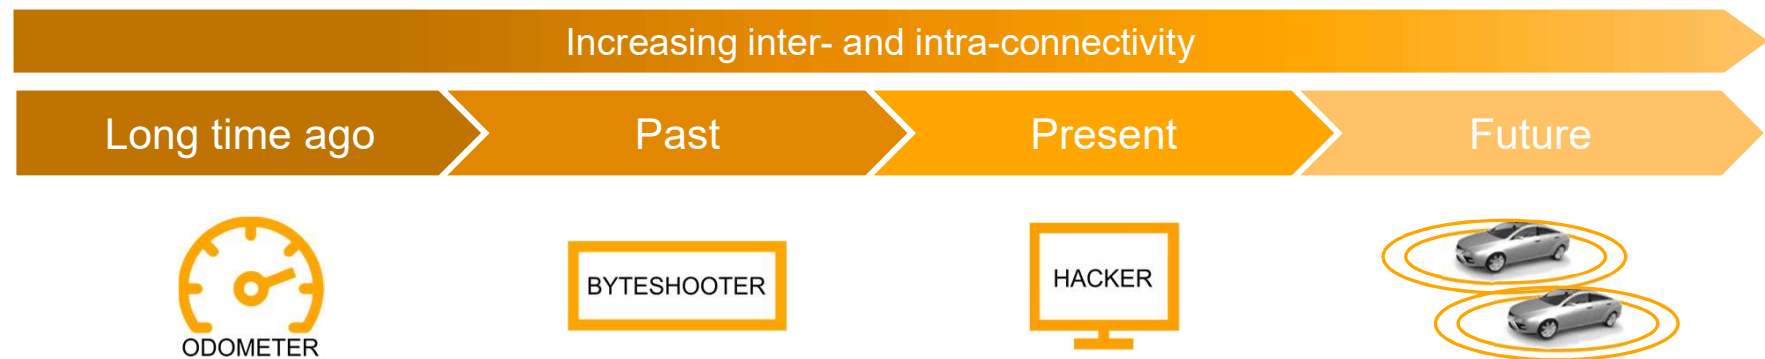 Increasing inter- and intra-connectivity
Long time ago
Past
Present
Future
ODOMETER
BYTESHOOTER
HACKER